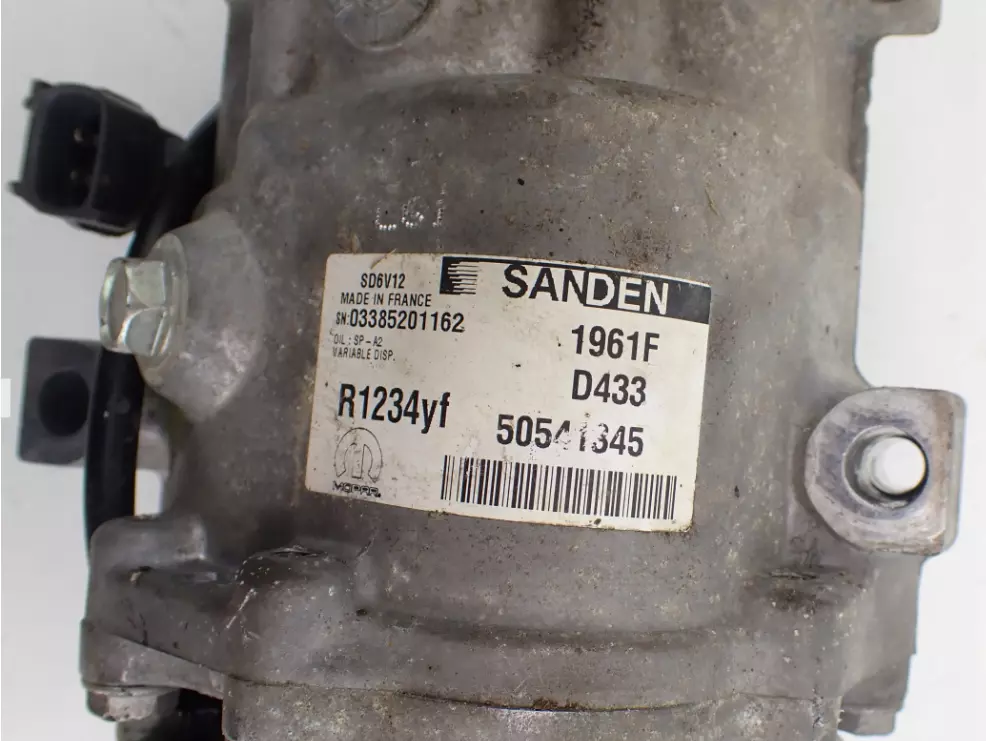 SD6V12
MADE IN FRANCE
SN:03385201162
OIL : SP-A2
VARIABLE DISP.
SANDEN
1961F
D433
R1234yf
50541345
MOPAR